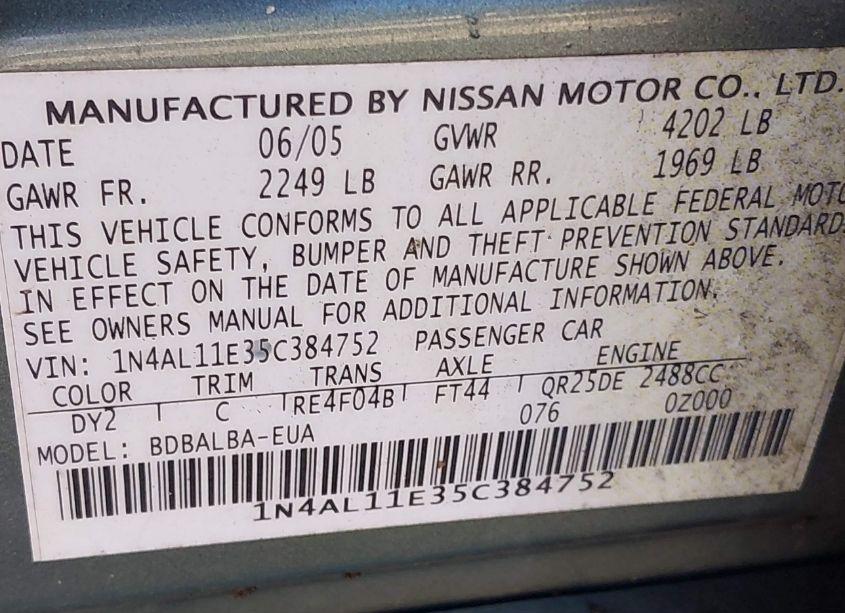 MANUFACTURED BY NISSAN MOTOR CO., LTD.
DATE 06/05 GVWR 4202 LB
GAWR FR. 2249 LB GAWR RR. 1969 LB
THIS VEHICLE CONFORMS TO ALL APPLICABLE FEDERAL MOTO
VEHICLE SAFETY, BUMPER AND THEFT PREVENTION STANDARD
IN EFFECT ON THE DATE OF MANUFACTURE SHOWN ABOVE.
SEE OWNERS MANUAL FOR ADDITIONAL INFORMATION.
VIN: 1N4AL11E35C384752 PASSENGER CAR
COLOR TRIM TRANS AXLE ENGINE
DY2 C RE4F04B FT44 QR25DE 2488CC
076 0Z000
MODEL: BDBALBA-EUA
1N4AL11E35C384752